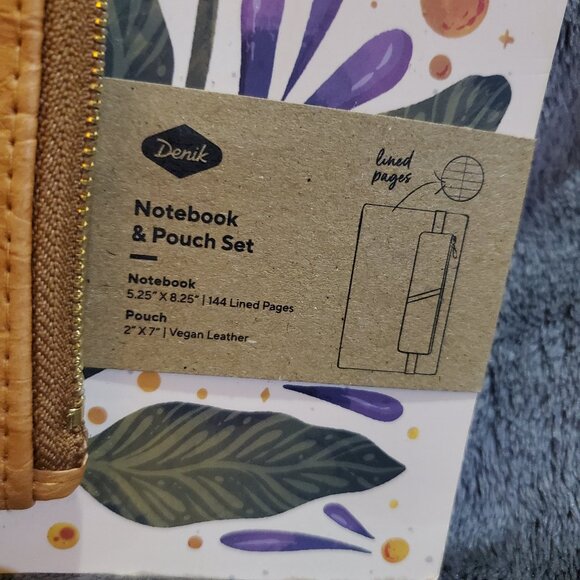 Denik
lined
pages
Notebook
& Pouch Set
Notebook
5.25" X 8.25" | 144 Lined Pages
Pouch
2" X 7" | Vegan Leather